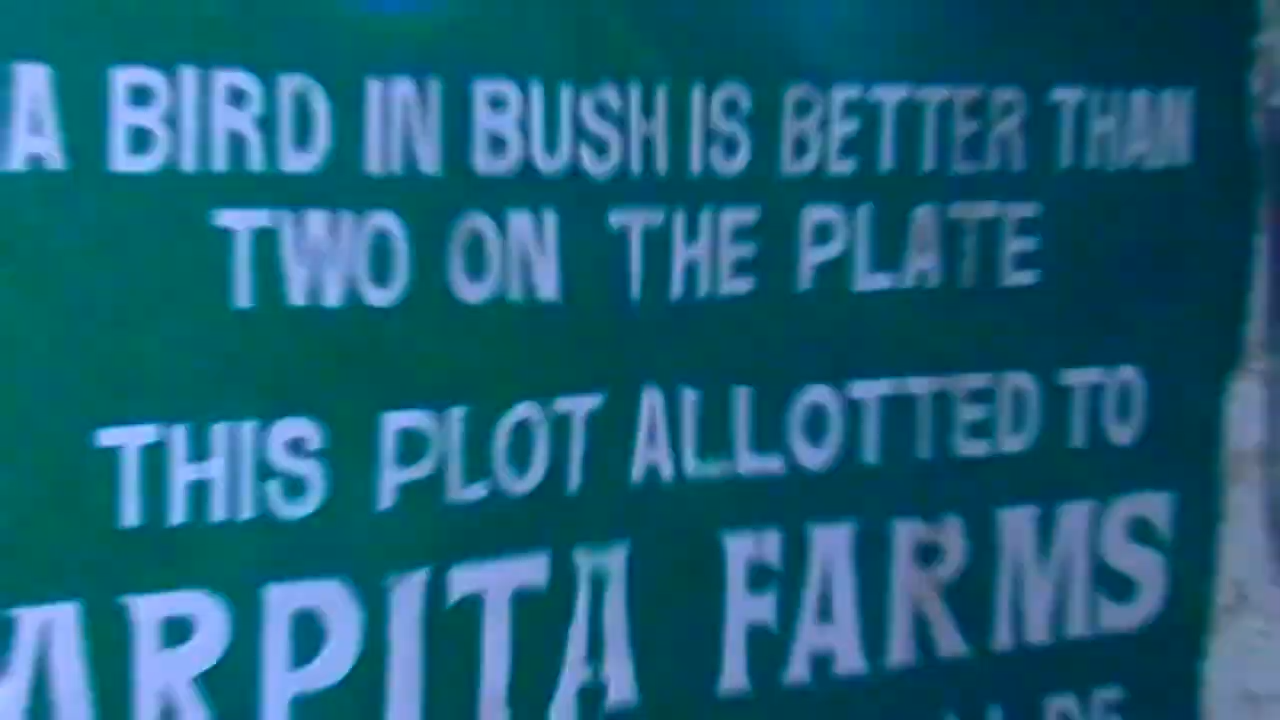 A BIRD IN BUSH IS BETTER THAN
TWO ON THE PLATE
THIS PLOT ALLOTTED TO
ARPITA FARMS